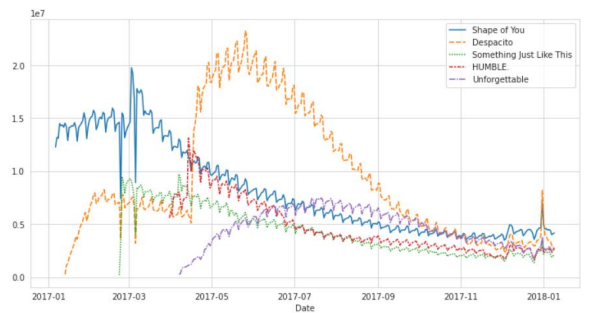 1e7
Shape of You
Despacito
Something Just Like This
HUMBLE.
Unforgettable
2.0
1.5
1.0
0.5
0.0
2017-01 2017-03 2017-05 2017-07 2017-09 2017-11 2018-01
Date